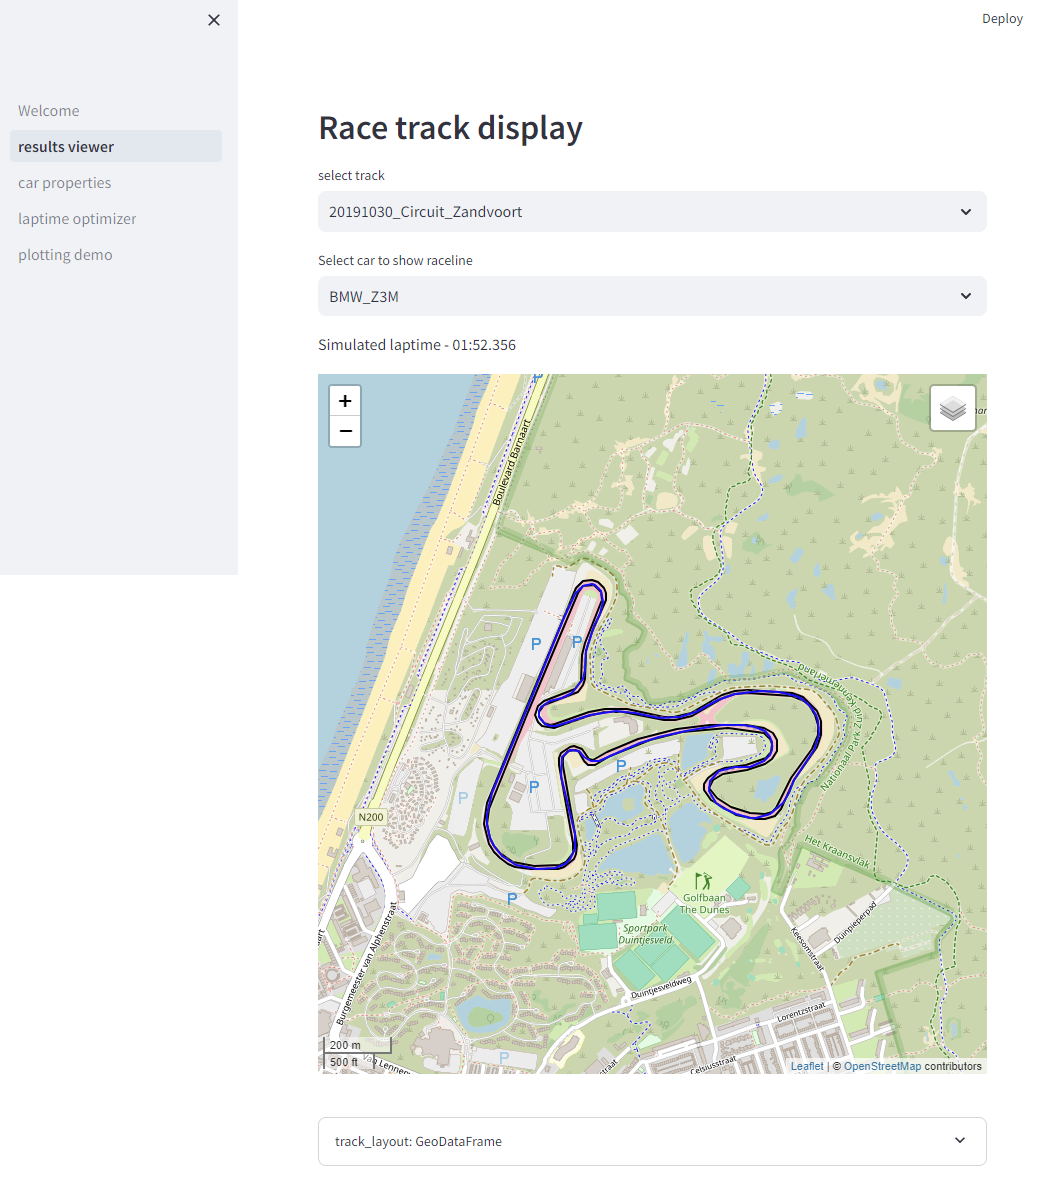 Deploy
Welcome
results viewer
car properties
laptime optimizer
plotting demo
Race track display
select track
20191030_Circuit_Zandvoort
Select car to show raceline
BMW_Z3M
Simulated laptime - 01:52.356
+
−
P
Boulevard Barnaart
P
P
Nationaal Park Zuid Kennemerland
P
P
P
N200
Het Kraansvlak
P
Golfbaan
The Dunes
Sportpark
Duintjesveld
Duinpieperpad
Keesomstraat
Burgemeester van Alphenstraat
Duintjesveldweg
Lorentzstraat
Celsiusstraat
P
200 m
500 ft
Leaflet | © OpenStreetMap contributors
track_layout: GeoDataFrame